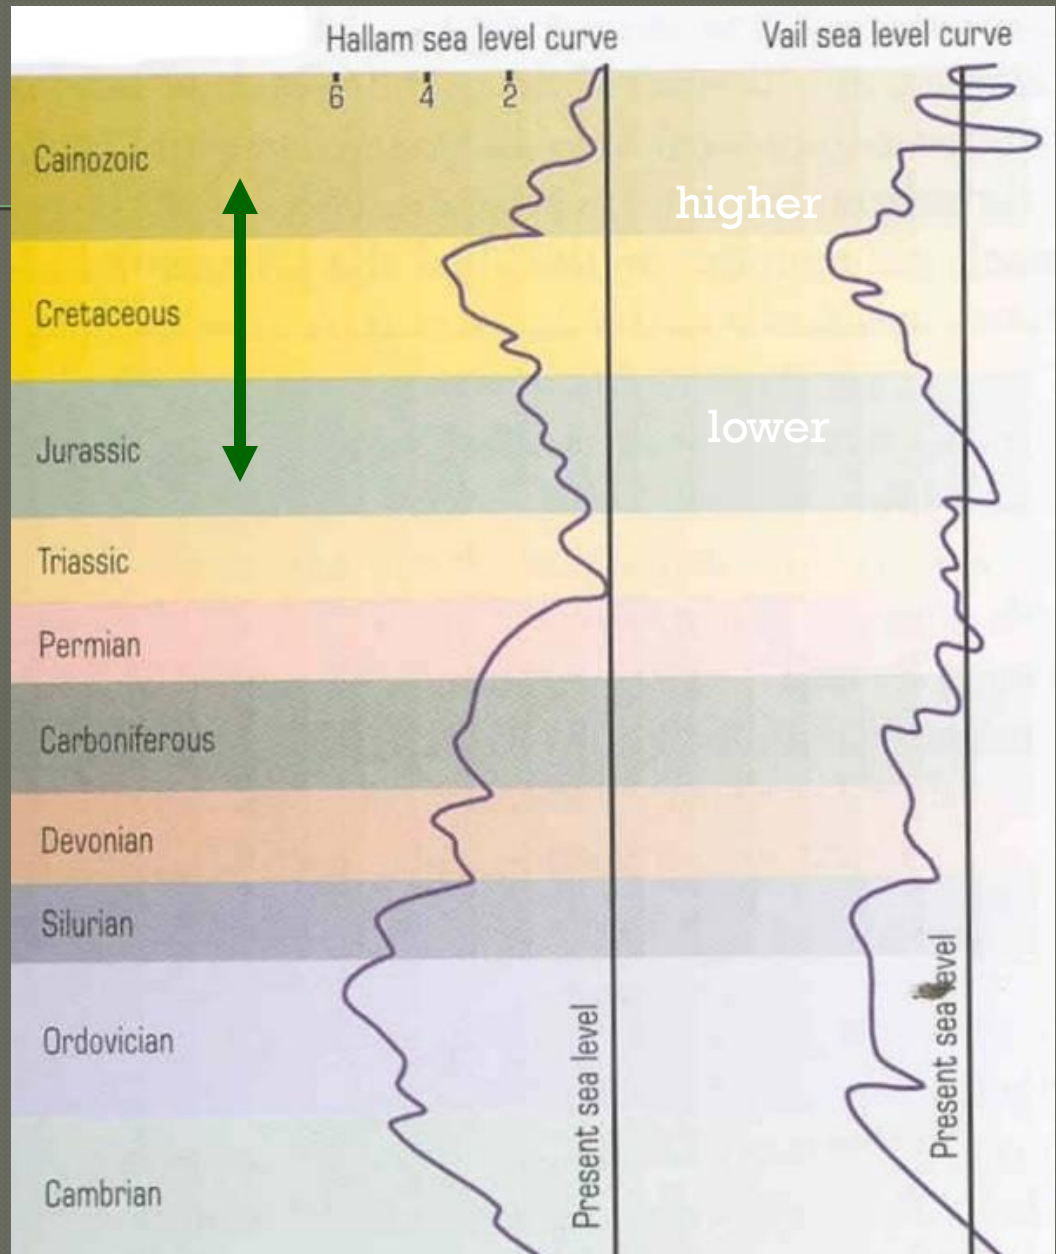 Hallam sea level curve
Vail sea level curve
6 4 2
Cainozoic
higher
Cretaceous
lower
Jurassic
Triassic
Permian
Carboniferous
Devonian
Silurian
Ordovician
Cambrian
Present sea level
Present sea level